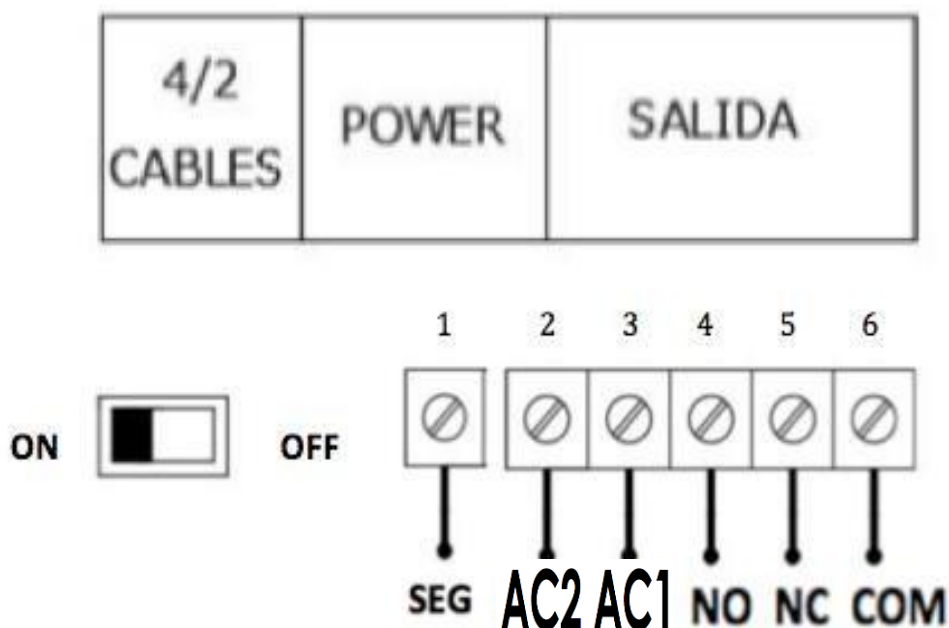 4/2
CABLES
POWER
SALIDA
1 2 3 4 5 6
ON OFF
SEG AC2 AC1 NO NC COM